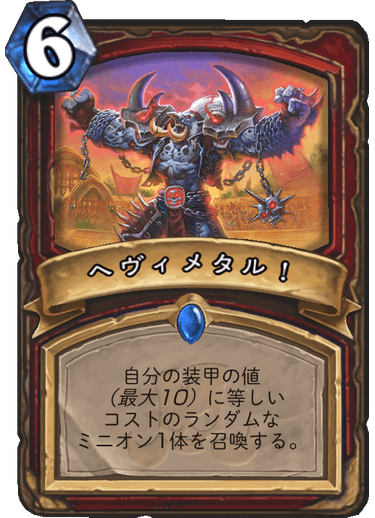 6
ヘヴィメタル！
自分の装甲の値
（最大10）に等しい
コストのランダムな
ミニオン1体を召喚する。